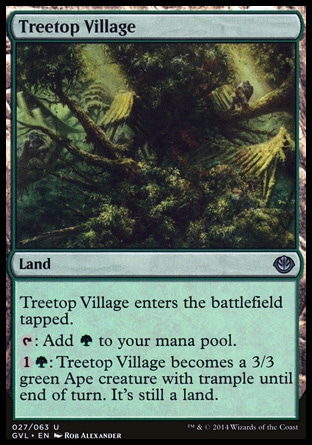 Treetop Village
Land
Treetop Village enters the battlefield
tapped.
: Add to your mana pool.
1 : Treetop Village becomes a 3/3
green Ape creature with trample until
end of turn. It's still a land.
027/063 U
GVL • EN Rob Alexander
™ & © 2014 Wizards of the Coast